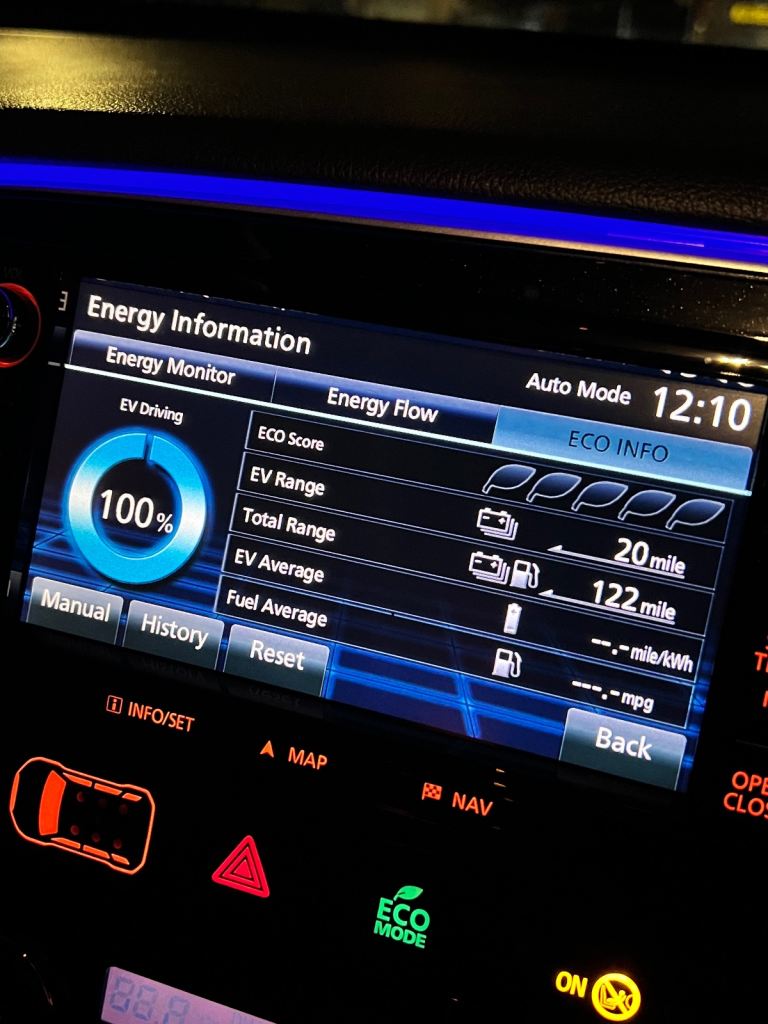 Energy Information
Auto Mode 12:10
Energy Monitor
Energy Flow
ECO INFO
EV Driving
100%
ECO Score
EV Range 20 mile
Total Range 122 mile
EV Average --.- mile/kWh
Fuel Average ---.- mpg
Manual
History
Reset
Back
INFO/SET
MAP
NAV
OPE
CLOS
ECO
MODE
ON